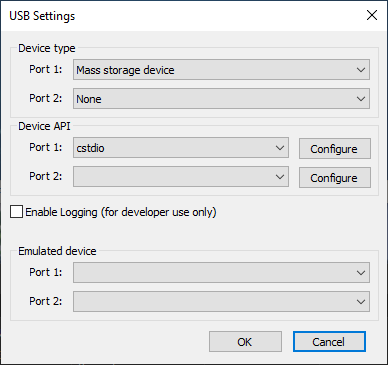 USB Settings
Device type
Port 1: Mass storage device
Port 2: None
Device API
Port 1: cstdio Configure
Port 2: Configure
Enable Logging (for developer use only)
Emulated device
Port 1:
Port 2:
OK Cancel